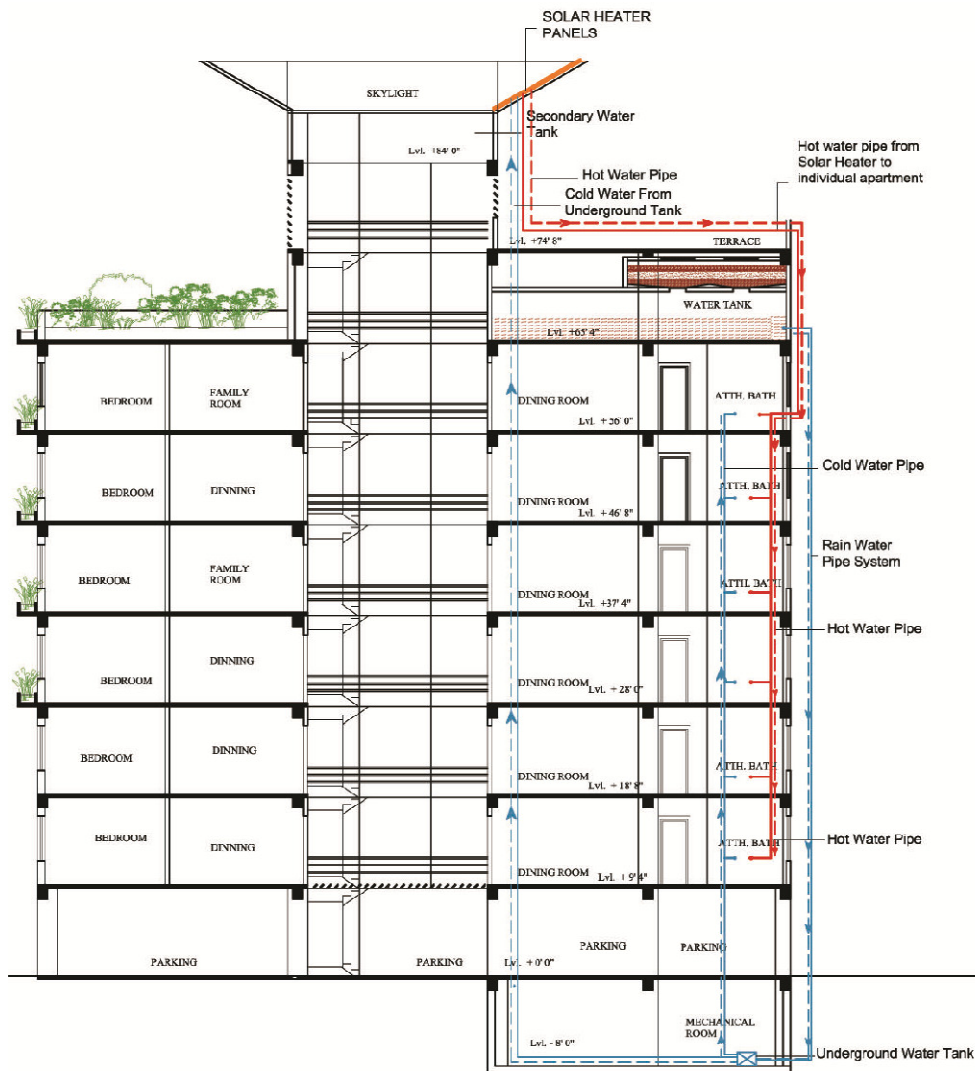 SOLAR HEATER
PANELS
SKYLIGHT
Secondary Water
Tank
Lvl. +84' 0"
Hot water pipe from
Solar Heater to
individual apartment
Hot Water Pipe
Cold Water From
Underground Tank
Lvl. +74' 8"
TERRACE
WATER TANK
Lvl. +65' 4"
BEDROOM
FAMILY
ROOM
DINING ROOM
ATTH. BATH
Lvl. + 56' 0"
Cold Water Pipe
BEDROOM
DINNING
DINING ROOM
ATTH. BATH
Lvl. + 46' 8"
Rain Water
Pipe System
BEDROOM
FAMILY
ROOM
DINING ROOM
ATTH. BATH
Lvl. +37' 4"
Hot Water Pipe
BEDROOM
DINNING
DINING ROOM
Lvl. + 28' 0"
BEDROOM
DINNING
DINING ROOM
ATTH. BATH
Lvl. + 18' 8"
BEDROOM
DINNING
DINING ROOM
ATTH. BATH
Lvl. + 9' 4"
Hot Water Pipe
PARKING
PARKING
PARKING
PARKING
Lvl. + 0' 0"
MECHANICAL
ROOM
Lvl. - 8' 0"
Underground Water Tank